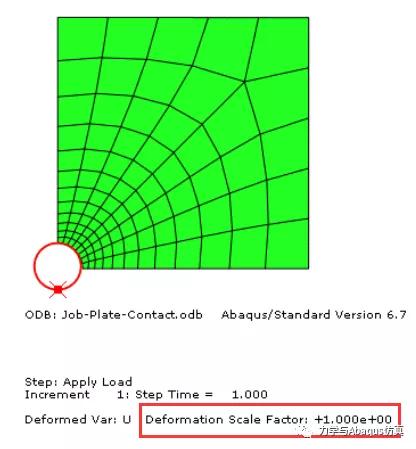 ODB: Job-Plate-Contact.odb    Abaqus/Standard Version 6.7
Step: Apply Load
Increment    1: Step Time =    1.000
Deformed Var: U   Deformation Scale Factor: +1.000e+00
力学与Abaqus仿真